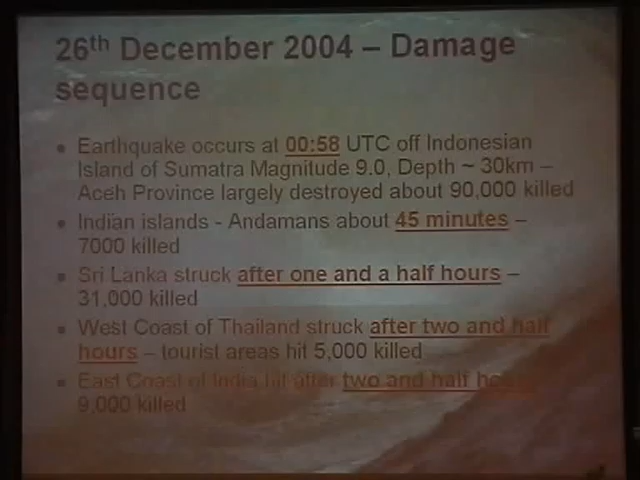 26th December 2004 – Damage
sequence
• Earthquake occurs at 00:58 UTC off Indonesian
Island of Sumatra Magnitude 9.0, Depth ~ 30km –
Aceh Province largely destroyed about 90,000 killed
• Indian islands - Andamans about 45 minutes –
7000 killed
• Sri Lanka struck after one and a half hours –
31,000 killed
• West Coast of Thailand struck after two and half
hours – tourist areas hit 5,000 killed
• East Coast of India hit after two and half hours
9,000 killed